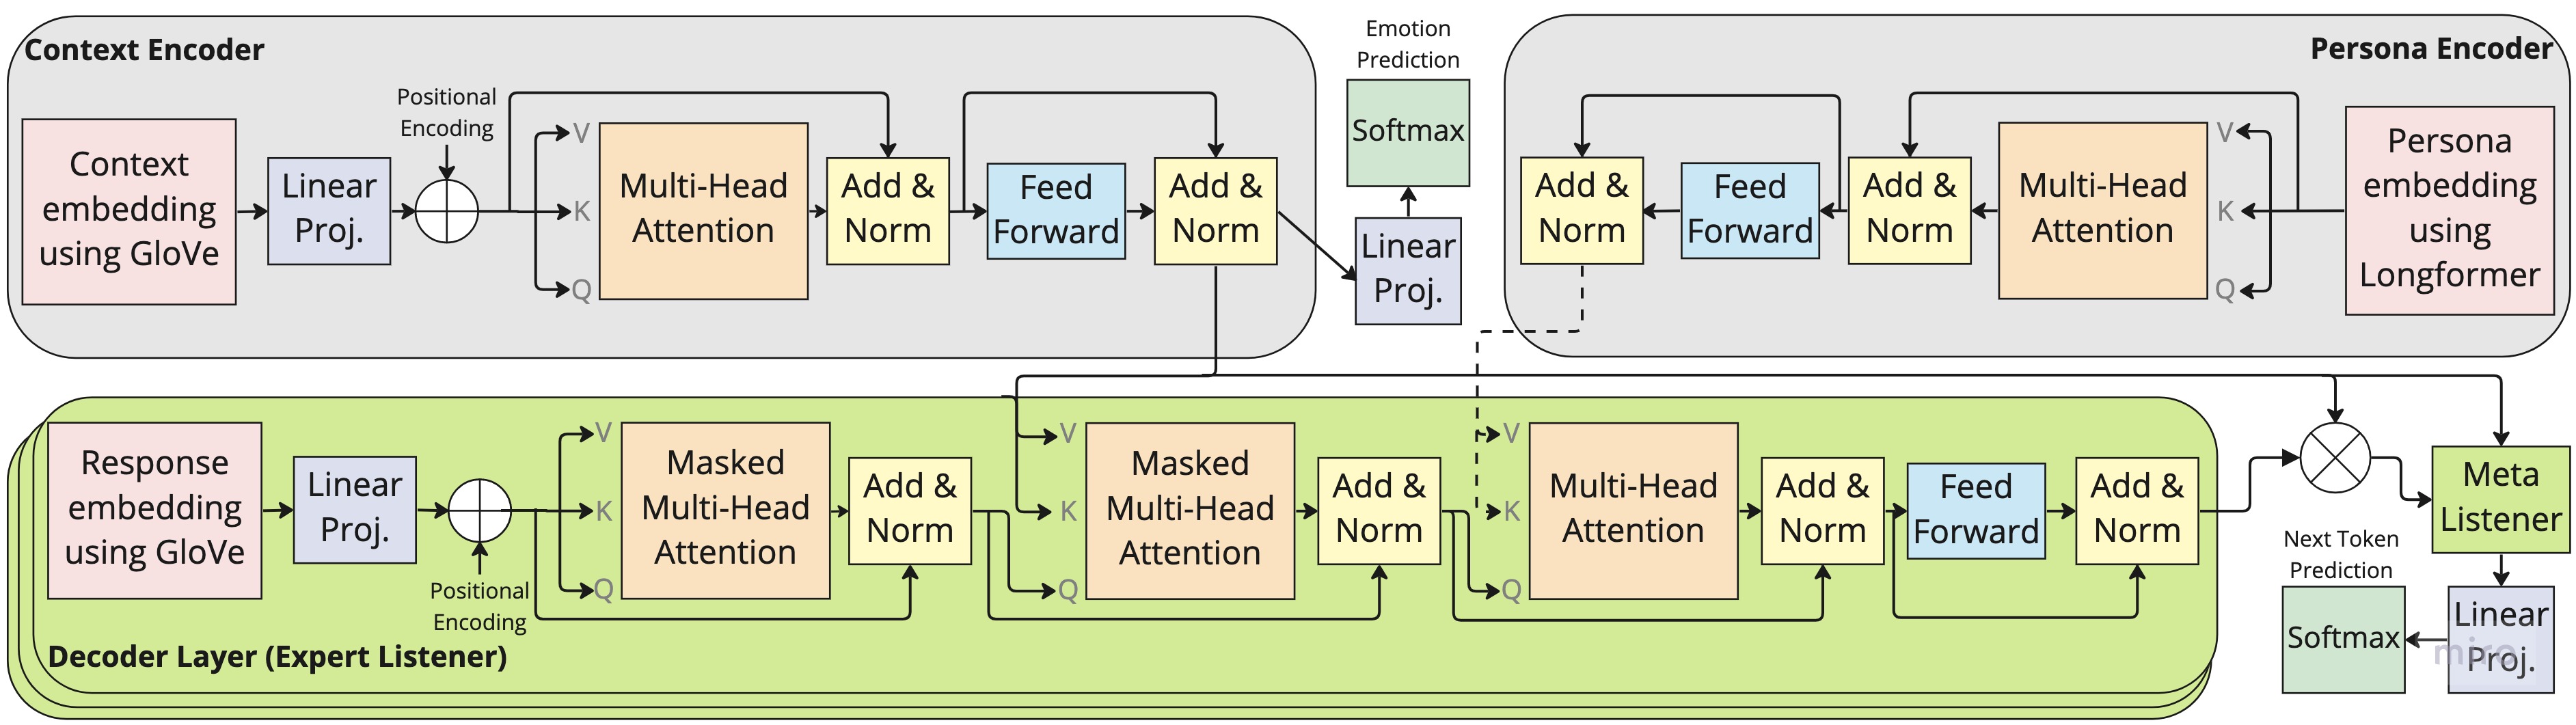 Context Encoder
Context
embedding
using GloVe
Linear
Proj.
Positional
Encoding
V
K
Q
Multi-Head
Attention
Add &
Norm
Feed
Forward
Add &
Norm
Emotion
Prediction
Softmax
Linear
Proj.
Persona Encoder
Add &
Norm
Feed
Forward
Add &
Norm
Multi-Head
Attention
V
K
Q
Persona
embedding
using
Longformer
Response
embedding
using GloVe
Linear
Proj.
Positional
Encoding
V
K
Q
Masked
Multi-Head
Attention
Add &
Norm
V
K
Q
Masked
Multi-Head
Attention
Add &
Norm
V
K
Q
Multi-Head
Attention
Add &
Norm
Feed
Forward
Add &
Norm
Decoder Layer (Expert Listener)
Meta
Listener
Next Token
Prediction
Softmax
Linear
Proj.
miro